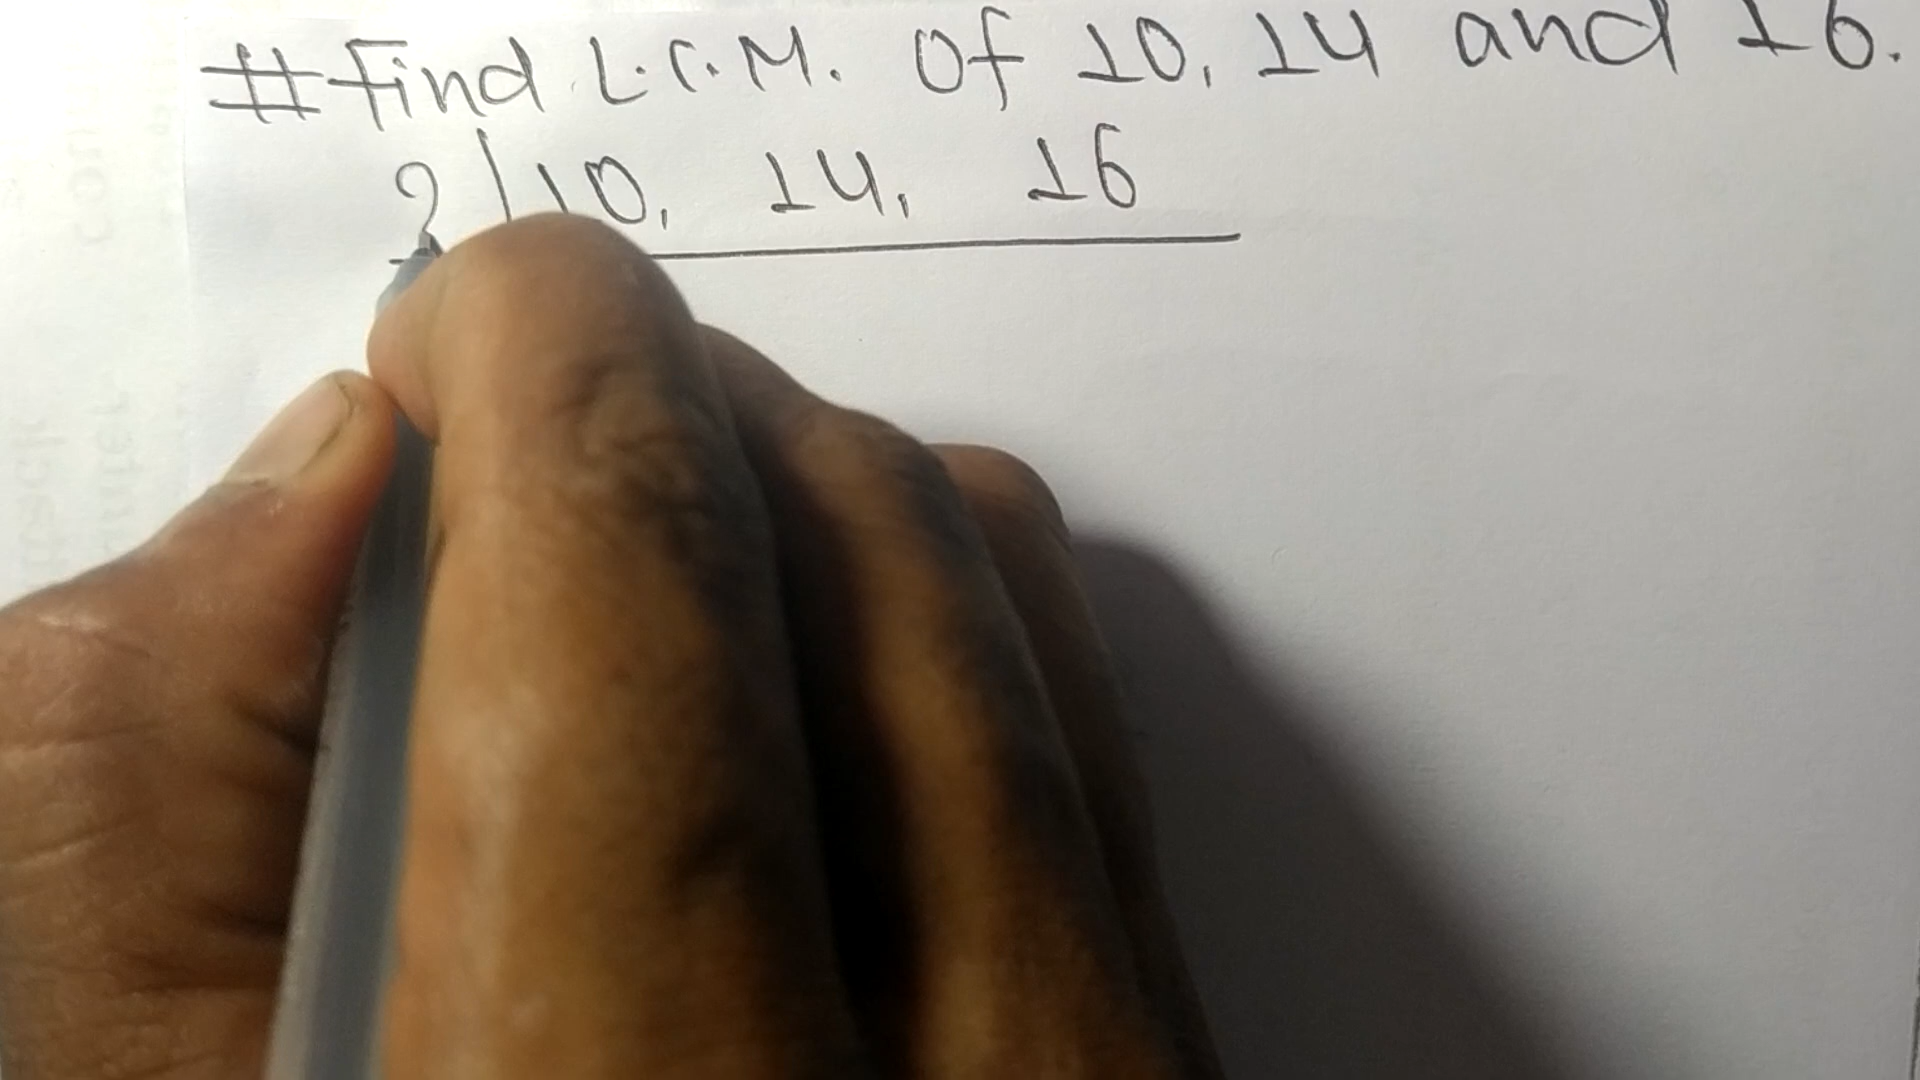 # Find L.C.M. Of 10, 14 and 16.
2 | 10, 14, 16